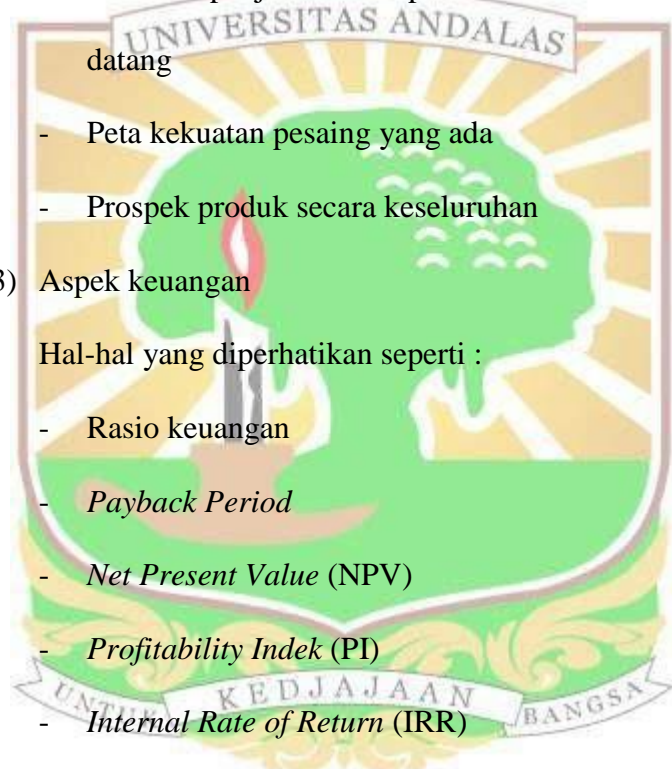 UNIVERSITAS ANDALAS
datang
- Peta kekuatan pesaing yang ada
- Prospek produk secara keseluruhan
3) Aspek keuangan
Hal-hal yang diperhatikan seperti :
- Rasio keuangan
- Payback Period
- Net Present Value (NPV)
- Profitability Indek (PI)
- Internal Rate of Return (IRR)
UNTUK KEDJAJAAN BANGSA